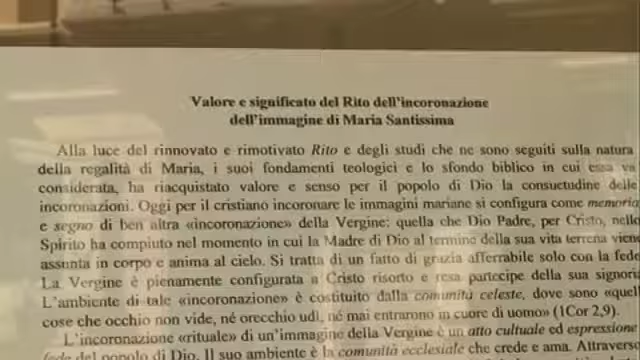 Valore e significato del Rito dell'incoronazione
dell'immagine di Maria Santissima
Alla luce del rinnovato e rimotivato Rito e degli studi che ne sono seguiti sulla natura
della regalità di Maria, i suoi fondamenti teologici e lo sfondo biblico in cui essa va
considerata, ha riacquistato valore e senso per il popolo di Dio la consuetudine delle
incoronazioni. Oggi per il cristiano incoronare le immagini mariane si configura come memoria
e segno di ben altra «incoronazione» della Vergine: quella che Dio Padre, per Cristo, nello
Spirito ha compiuto nel momento in cui la Madre di Dio al termine della sua vita terrena viene
assunta in corpo e anima al cielo. Si tratta di un fatto di grazia afferrabile solo con la fede
La Vergine è pienamente configurata a Cristo risorto e resa partecipe della sua signoria
L'ambiente di tale «incoronazione» è costituito dalla comunità celeste, dove sono «quell
cose che occhio non vide, né orecchio udì, né mai entrarono in cuore di uomo» (1Cor 2,9).
L'incoronazione «rituale» di un'immagine della Vergine è un atto cultuale ed espressione
fede del popolo di Dio. Il suo ambiente è la comunità ecclesiale che crede e ama. Attraverso